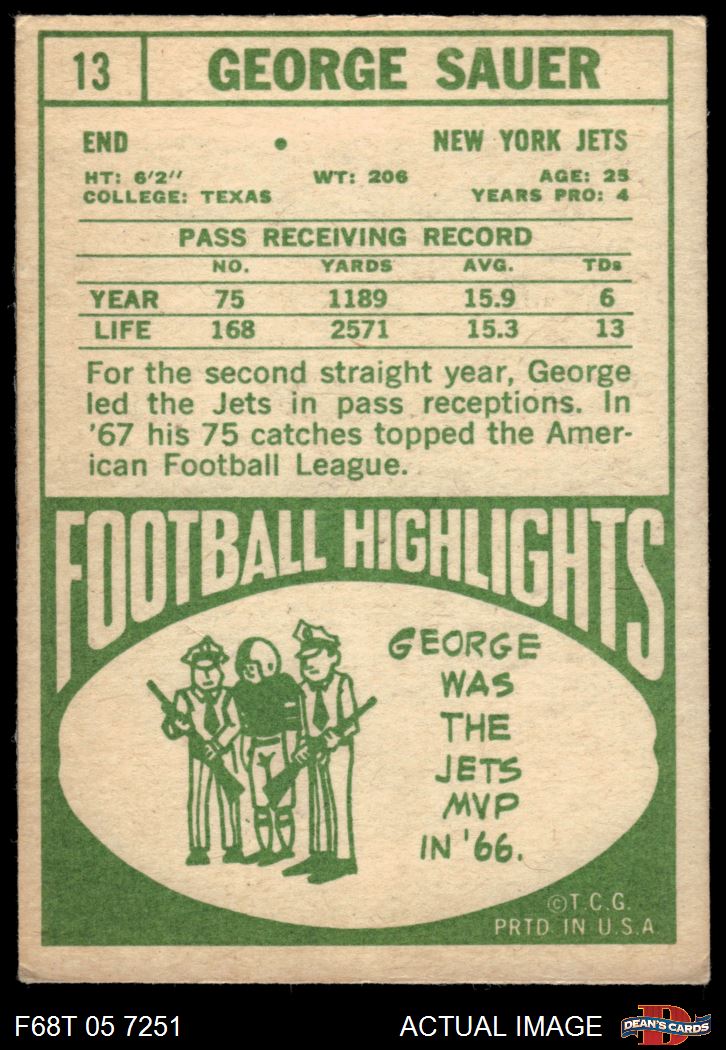 13 GEORGE SAUER
END • NEW YORK JETS
HT: 6'2" WT: 206 AGE: 25
COLLEGE: TEXAS YEARS PRO: 4
PASS RECEIVING RECORD
NO. YARDS AVG. TDs
YEAR 75 1189 15.9 6
LIFE 168 2571 15.3 13
For the second straight year, George
led the Jets in pass receptions. In
'67 his 75 catches topped the Amer-
ican Football League.
FOOTBALL HIGHLIGHTS
GEORGE
WAS
THE
JETS
MVP
IN '66.
©T.C.G.
PRTD IN U.S.A
F68T 05 7251 ACTUAL IMAGE D DEAN'S CARDS